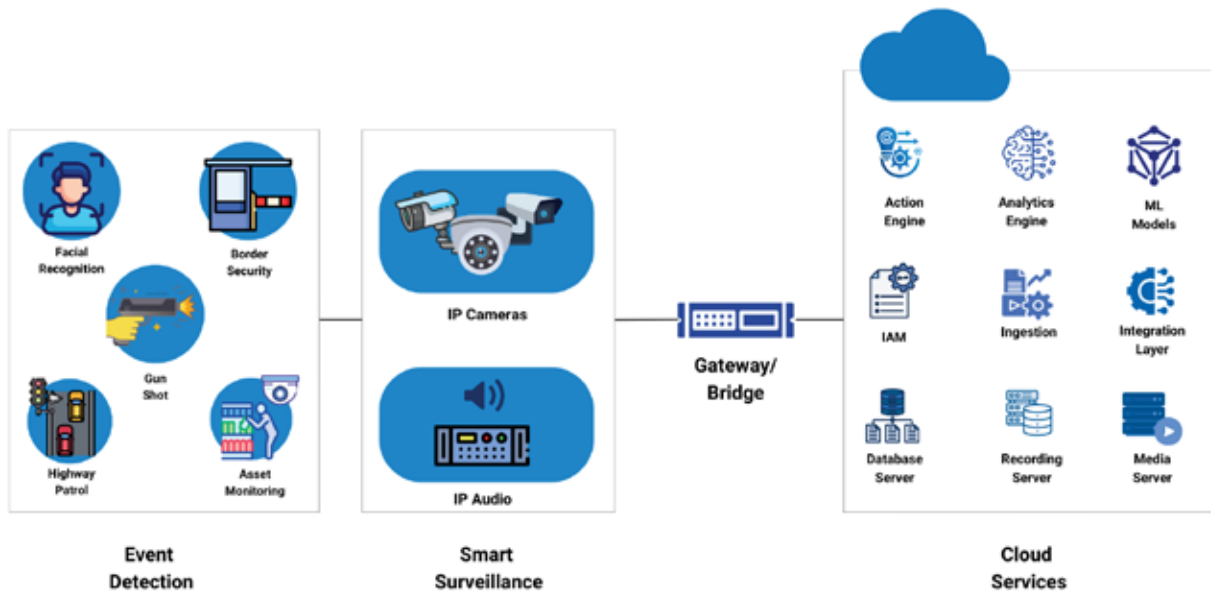 Facial
Recognition
Border
Security
Gun
Shot
Highway
Patrol
Asset
Monitoring
Event
Detection
IP Cameras
IP Audio
Smart
Surveillance
Gateway/
Bridge
Action
Engine
Analytics
Engine
ML
Models
IAM
Ingestion
Integration
Layer
Database
Server
Recording
Server
Media
Server
Cloud
Services